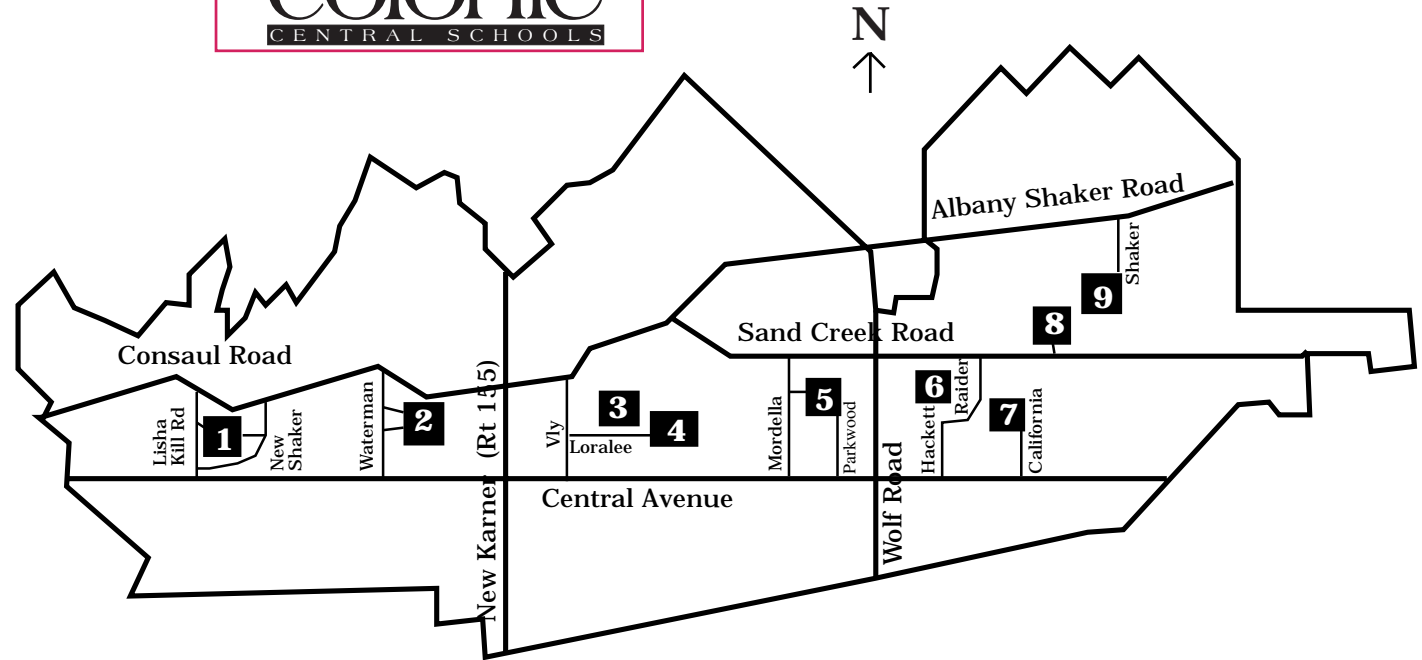 Colonie
CENTRAL SCHOOLS
N
Albany Shaker Road
Shaker
9
8
Sand Creek Road
Consaul Road
Lisha
Kill Rd
1
New
Shaker
Waterman
2
New Karner (Rt 155)
Vly
3
Loralee
4
Mordella
5
Parkwood
Wolf Road
6
Hackett
Raider
7
California
Central Avenue